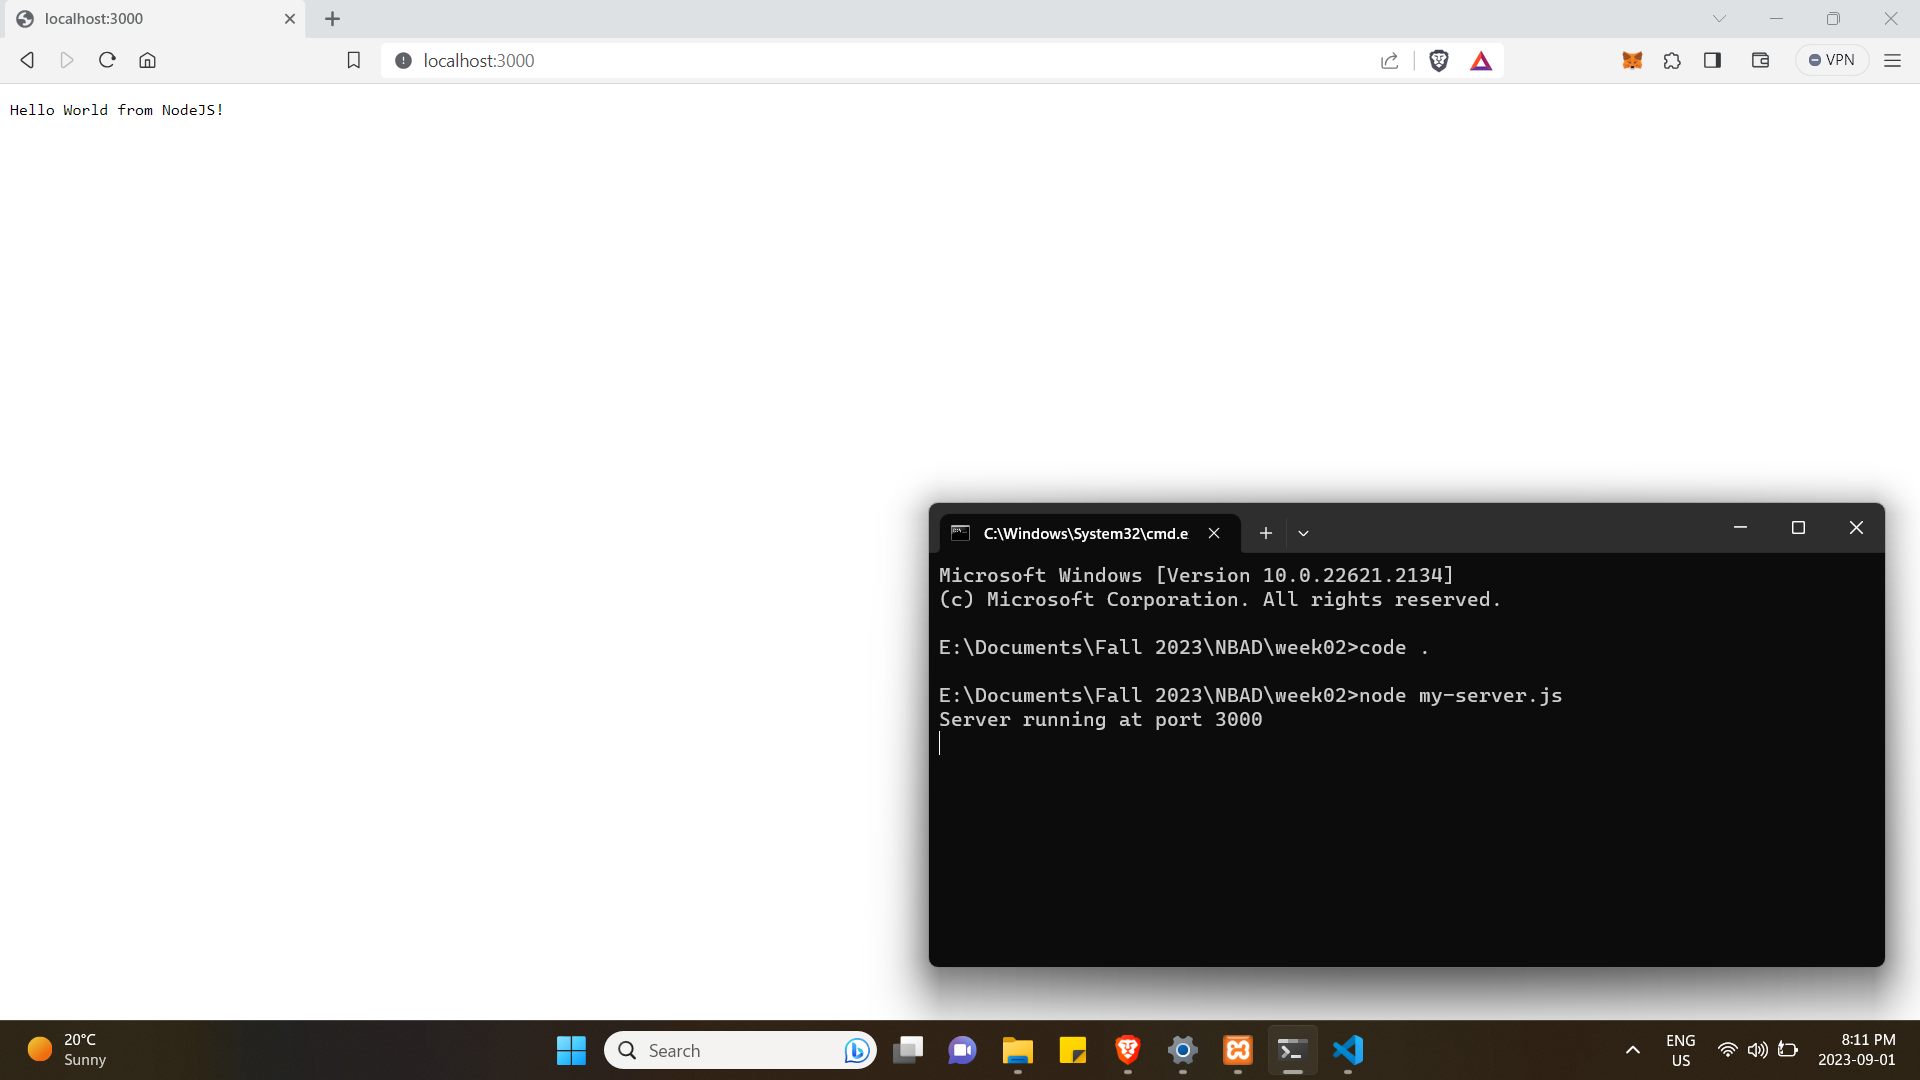 localhost:3000
localhost:3000
VPN
Hello World from NodeJS!
C:\Windows\System32\cmd.e
Microsoft Windows [Version 10.0.22621.2134]
(c) Microsoft Corporation. All rights reserved.
E:\Documents\Fall 2023\NBAD\week02>code .
E:\Documents\Fall 2023\NBAD\week02>node my-server.js
Server running at port 3000
20°C
Sunny
Search
ENG
US
8:11 PM
2023-09-01